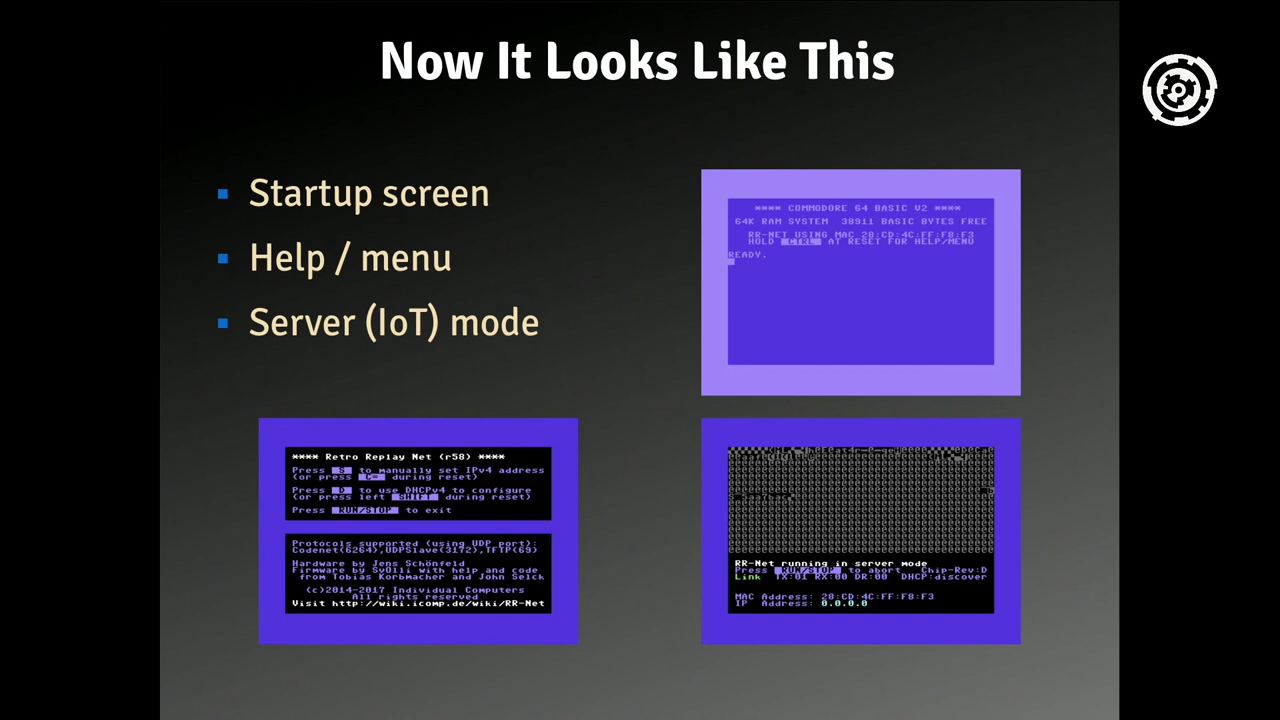 Now It Looks Like This
Startup screen
Help / menu
Server (IoT) mode
**** COMMODORE 64 BASIC V2 ****
64K RAM SYSTEM 38911 BASIC BYTES FREE
RR-NET USING MAC 28:CD:4C:FF:F8:F3
HOLD CTRL AT RESET FOR HELP/MENU
READY.
**** Retro Replay Net (r58) ****
Press S to manually set IPv4 address
(or press C= during reset)
Press D to use DHCPv4 to configure
(or press left SHIFT during reset)
Press RUN/STOP to exit
Protocols supported (using UDP port):
Codenet(6264),UDPSlave(3172),TFTP(69)
Hardware by Jens Schönfeld
Firmware by SvOlli with help and code
from Tobias Korbmacher and John Selck
(c)2014-2017 Individual Computers
All rights reserved
Visit http://wiki.icomp.de/wiki/RR-Net
RR-Net running in server mode
Press RUN/STOP to abort Chip-Rev:D
Link TX:01 RX:00 DR:00 DHCP:discover
MAC Address: 28:CD:4C:FF:F8:F3
IP Address: 0.0.0.0